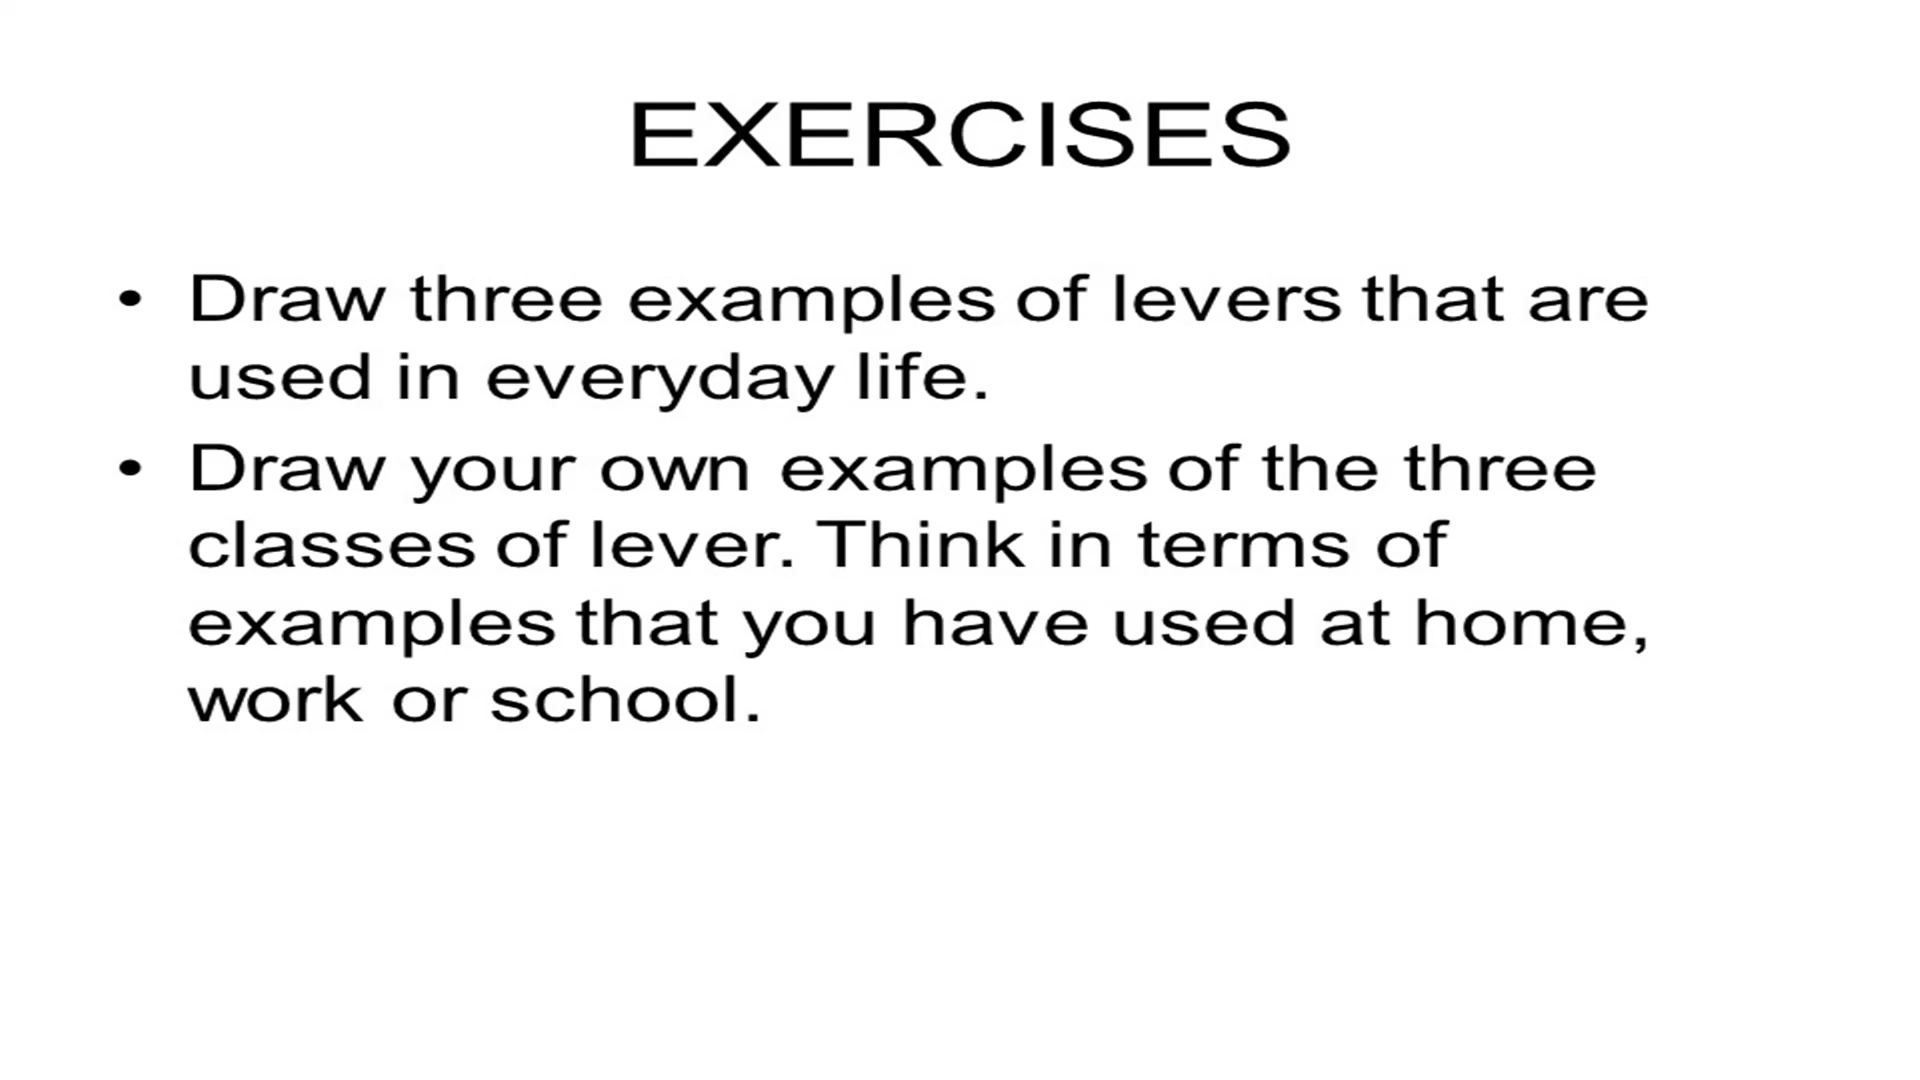 EXERCISES
• Draw three examples of levers that are
used in everyday life.
• Draw your own examples of the three
classes of lever. Think in terms of
examples that you have used at home,
work or school.